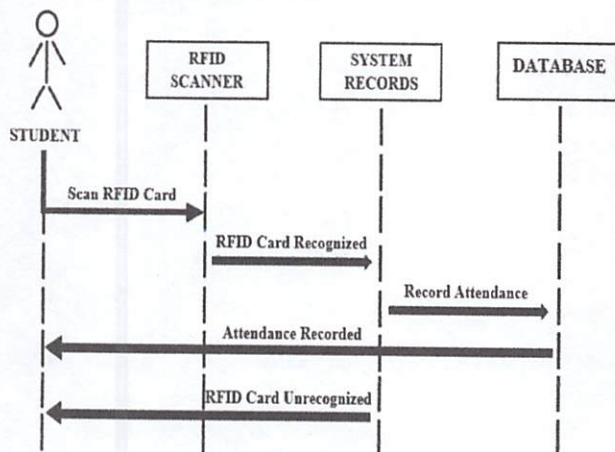 RFID
SCANNER
SYSTEM
RECORDS
DATABASE
STUDENT
Scan RFID Card
RFID Card Recognized
Record Attendance
Attendance Recorded
RFID Card Unrecognized